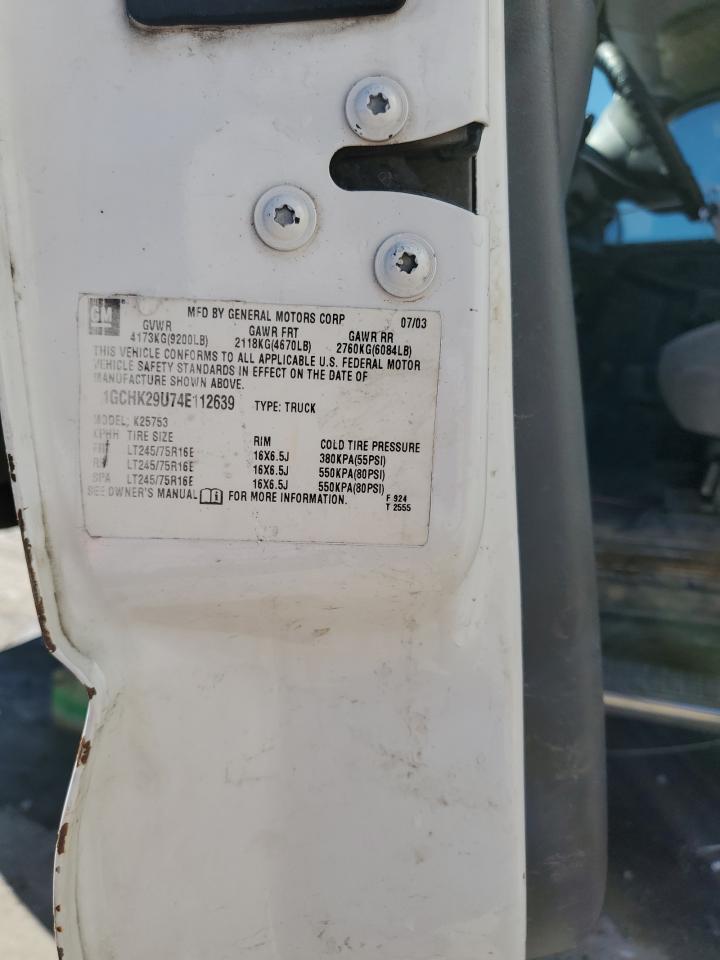 GM
MFD BY GENERAL MOTORS CORP 07/03
GVWR GAWR FRT GAWR RR
4173KG(9200LB) 2118KG(4670LB) 2760KG(6084LB)
THIS VEHICLE CONFORMS TO ALL APPLICABLE U.S. FEDERAL MOTOR
VEHICLE SAFETY STANDARDS IN EFFECT ON THE DATE OF
MANUFACTURE SHOWN ABOVE.
1GCHK29U74E112639 TYPE: TRUCK
MODEL: K25753
TIRE SIZE RIM COLD TIRE PRESSURE
LT245/75R16E 16X6.5J 380KPA(55PSI)
LT245/75R16E 16X6.5J 550KPA(80PSI)
SPA LT245/75R16E 16X6.5J 550KPA(80PSI)
SEE OWNER'S MANUAL FOR MORE INFORMATION.
F 924
T 2555